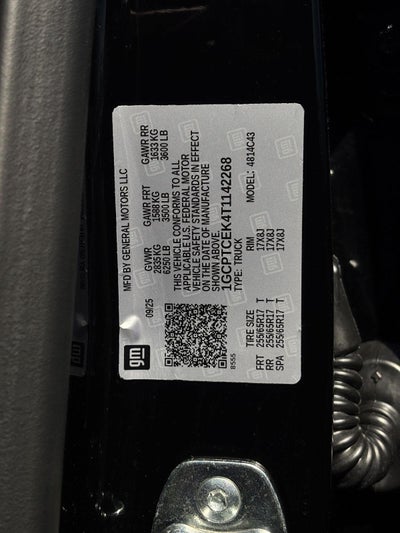 gm
MFD BY GENERAL MOTORS LLC
09/25
GVWR GAWR FRT GAWR RR
2835 KG 1588 KG 1633 KG
6250 LB 3500 LB 3600 LB
THIS VEHICLE CONFORMS TO ALL
APPLICABLE U.S. FEDERAL MOTOR
VEHICLE SAFETY STANDARDS IN EFFECT
ON THE DATE OF MANUFACTURE
SHOWN ABOVE.
1GCPTCEK4T1142268
TYPE: TRUCK MODEL: 4814C43
8555
TIRE SIZE RIM
FRT 255/65R17 T 17X8J
RR 255/65R17 T 17X8J
SPA 255/65R17 T 17X8J